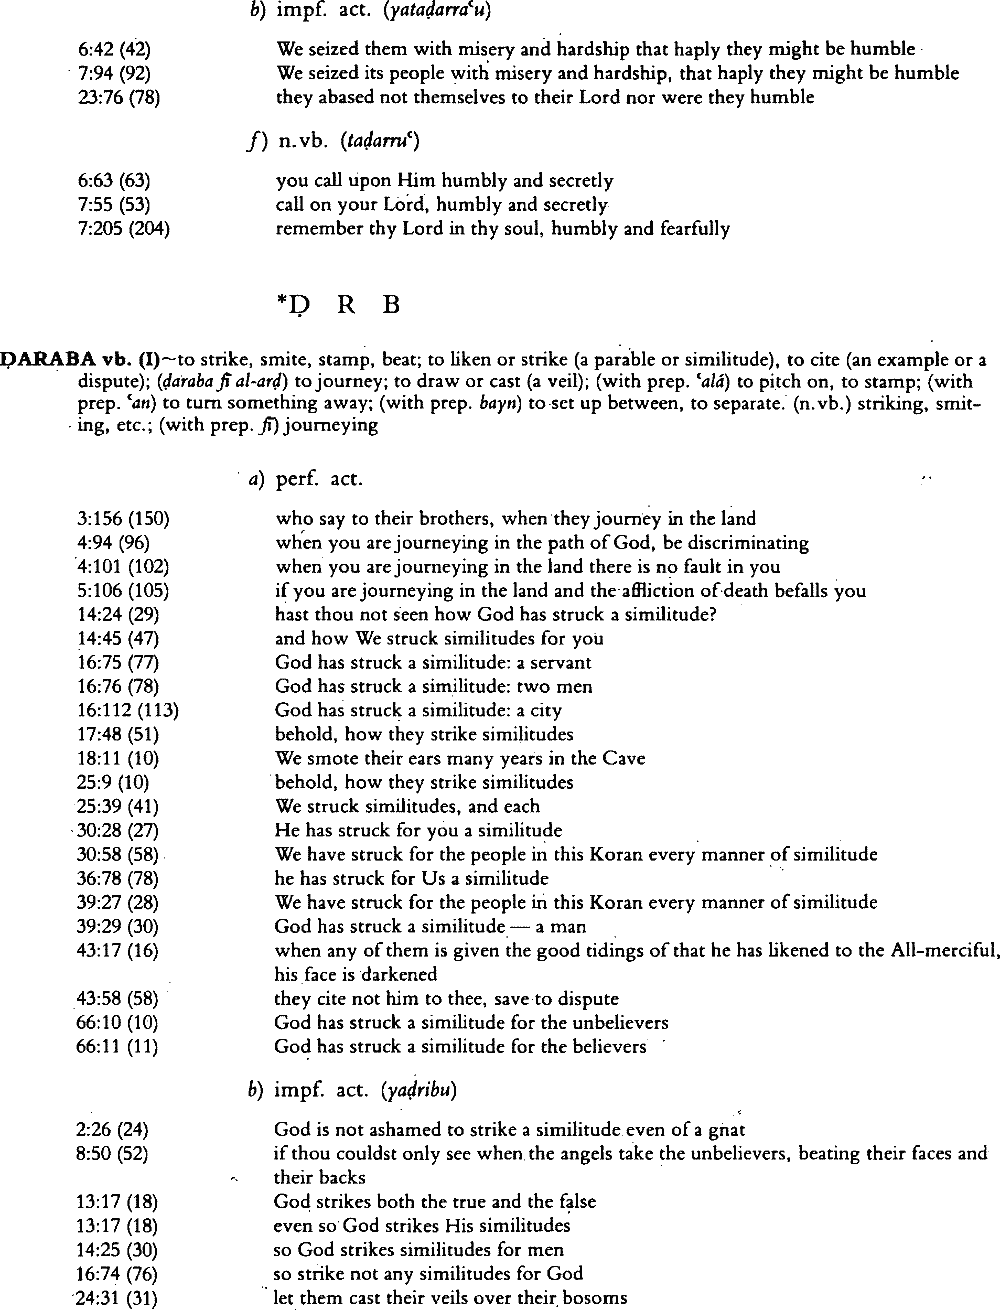 b) impf. act. (yataḍarraʿu)
6:42 (42) We seized them with misery and hardship that haply they might be humble
7:94 (92) We seized its people with misery and hardship, that haply they might be humble
23:76 (78) they abased not themselves to their Lord nor were they humble
f) n.vb. (taḍarruʿ)
6:63 (63) you call upon Him humbly and secretly
7:55 (53) call on your Lord, humbly and secretly
7:205 (204) remember thy Lord in thy soul, humbly and fearfully
*Ḍ R B
ḌARABA vb. (I)~to strike, smite, stamp, beat; to liken or strike (a parable or similitude), to cite (an example or a
dispute); (ḍaraba fī al-arḍ) to journey; to draw or cast (a veil); (with prep. ʿalá) to pitch on, to stamp; (with
prep. ʿan) to turn something away; (with prep. bayn) to set up between, to separate. (n.vb.) striking, smit-
ing, etc.; (with prep. fī) journeying
a) perf. act.
3:156 (150) who say to their brothers, when they journey in the land
4:94 (96) when you are journeying in the path of God, be discriminating
4:101 (102) when you are journeying in the land there is no fault in you
5:106 (105) if you are journeying in the land and the affliction of death befalls you
14:24 (29) hast thou not seen how God has struck a similitude?
14:45 (47) and how We struck similitudes for you
16:75 (77) God has struck a similitude: a servant
16:76 (78) God has struck a similitude: two men
16:112 (113) God has struck a similitude: a city
17:48 (51) behold, how they strike similitudes
18:11 (10) We smote their ears many years in the Cave
25:9 (10) behold, how they strike similitudes
25:39 (41) We struck similitudes, and each
30:28 (27) He has struck for you a similitude
30:58 (58) We have struck for the people in this Koran every manner of similitude
36:78 (78) he has struck for Us a similitude
39:27 (28) We have struck for the people in this Koran every manner of similitude
39:29 (30) God has struck a similitude — a man
43:17 (16) when any of them is given the good tidings of that he has likened to the All-merciful,
his face is darkened
43:58 (58) they cite not him to thee, save to dispute
66:10 (10) God has struck a similitude for the unbelievers
66:11 (11) God has struck a similitude for the believers
b) impf. act. (yaḍribu)
2:26 (24) God is not ashamed to strike a similitude even of a gnat
8:50 (52) if thou couldst only see when the angels take the unbelievers, beating their faces and
their backs
13:17 (18) God strikes both the true and the false
13:17 (18) even so God strikes His similitudes
14:25 (30) so God strikes similitudes for men
16:74 (76) so strike not any similitudes for God
24:31 (31) let them cast their veils over their bosoms